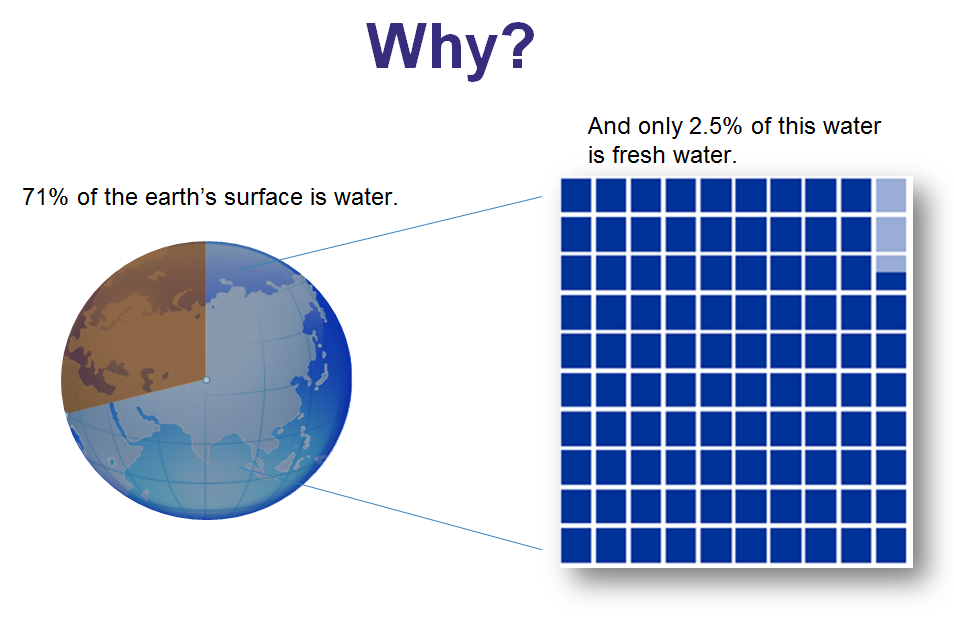 Why?
71% of the earth’s surface is water.
And only 2.5% of this water
is fresh water.